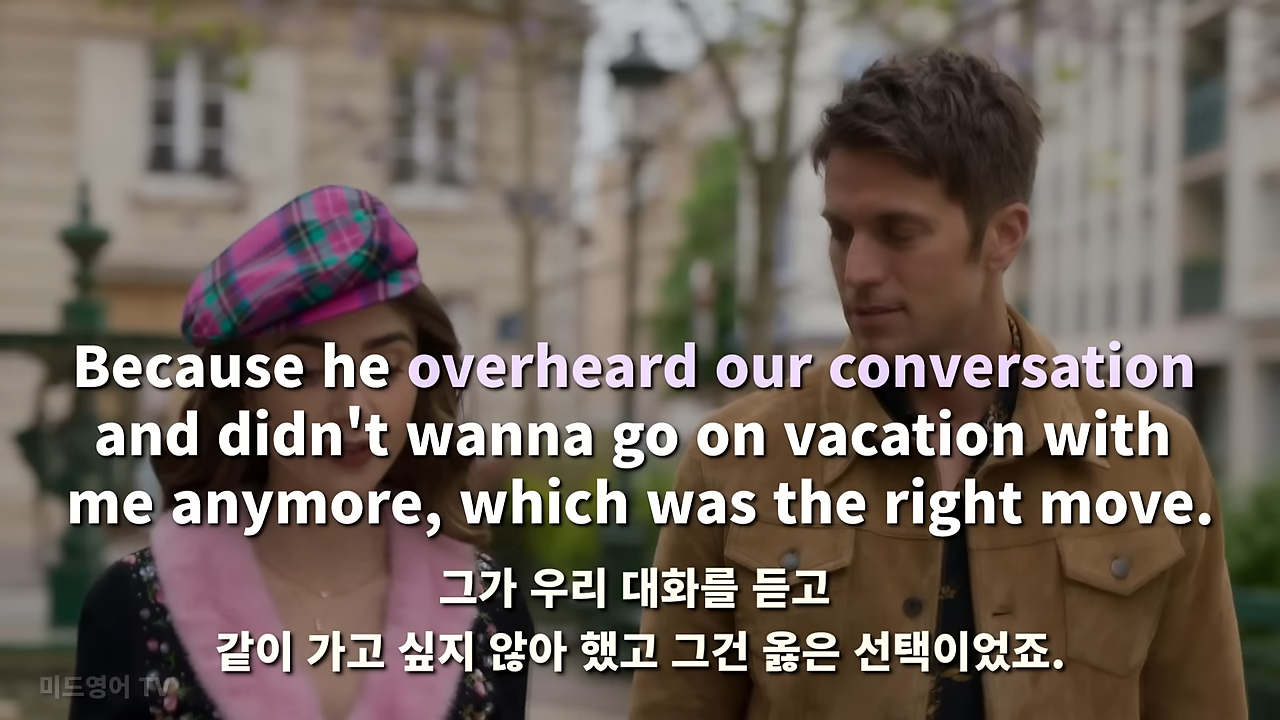 Because he overheard our conversation
and didn't wanna go on vacation with
me anymore, which was the right move.
그가 우리 대화를 듣고
같이 가고 싶지 않아 했고 그건 옳은 선택이었죠.
미드영어 TV